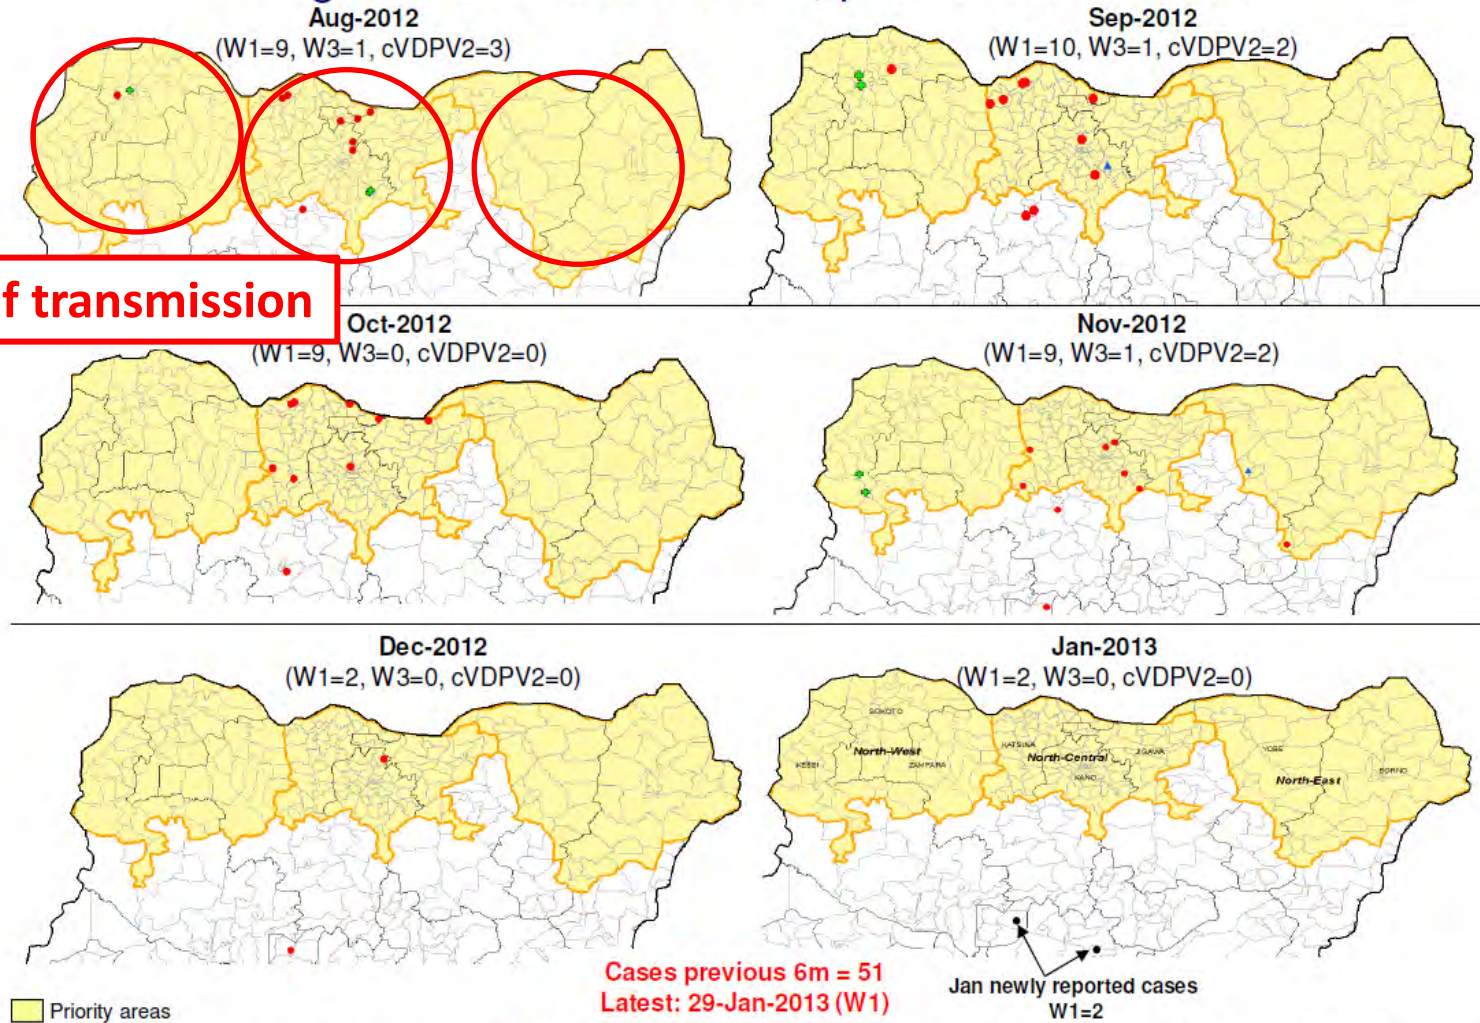 Aug-2012
(W1=9, W3=1, cVDPV2=3)
Sep-2012
(W1=10, W3=1, cVDPV2=2)
f transmission
Oct-2012
(W1=9, W3=0, cVDPV2=0)
Nov-2012
(W1=9, W3=1, cVDPV2=2)
Dec-2012
(W1=2, W3=0, cVDPV2=0)
Jan-2013
(W1=2, W3=0, cVDPV2=0)
SOKOTO
KATSINA
North-West
North-Central
JIGAWA
YOBE
KEBBI
ZAMFARA
KANO
North-East
BORNO
Cases previous 6m = 51
Latest: 29-Jan-2013 (W1)
Jan newly reported cases
W1=2
Priority areas